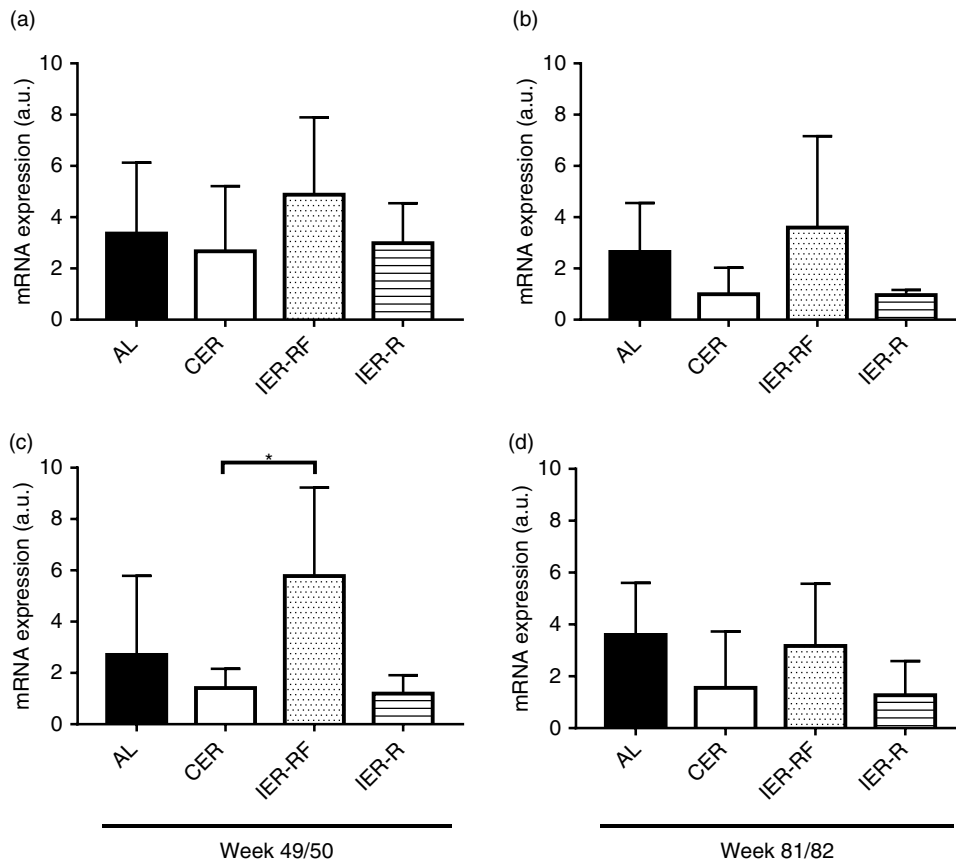 (a)
mRNA expression (a.u.)
10
8
6
4
2
0
AL
CER
IER-RF
IER-R
(b)
mRNA expression (a.u.)
10
8
6
4
2
0
AL
CER
IER-RF
IER-R
(c)
mRNA expression (a.u.)
10
8
6
4
2
0
*
AL
CER
IER-RF
IER-R
Week 49/50
(d)
mRNA expression (a.u.)
10
8
6
4
2
0
AL
CER
IER-RF
IER-R
Week 81/82